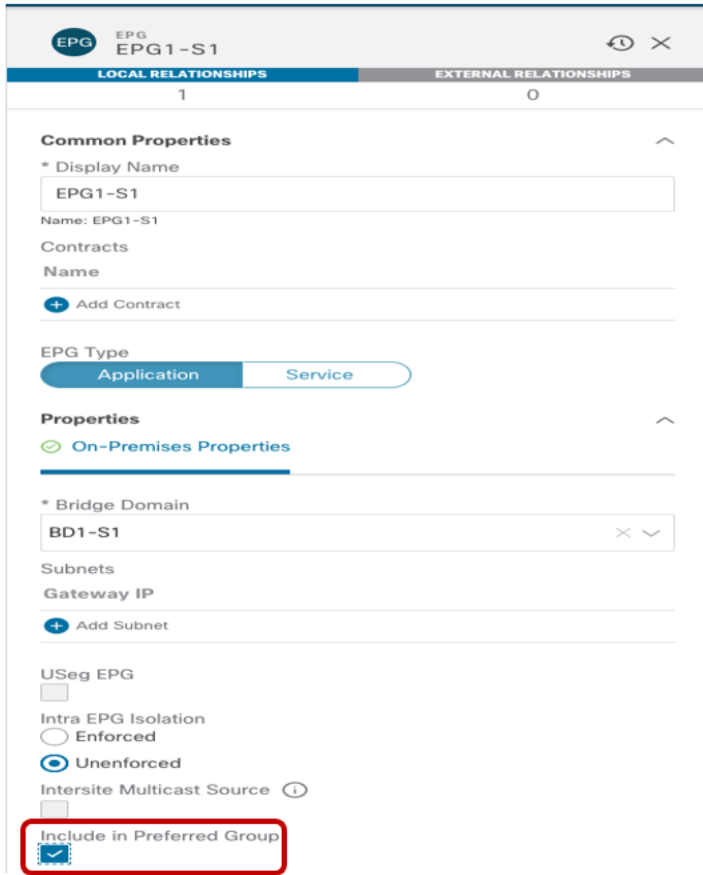 EPG
EPG
EPG1-S1
LOCAL RELATIONSHIPS
EXTERNAL RELATIONSHIPS
1
0
Common Properties
* Display Name
EPG1-S1
Name: EPG1-S1
Contracts
Name
Add Contract
EPG Type
Application
Service
Properties
On-Premises Properties
* Bridge Domain
BD1-S1
Subnets
Gateway IP
Add Subnet
USeg EPG
Intra EPG Isolation
Enforced
Unenforced
Intersite Multicast Source
Include in Preferred Group